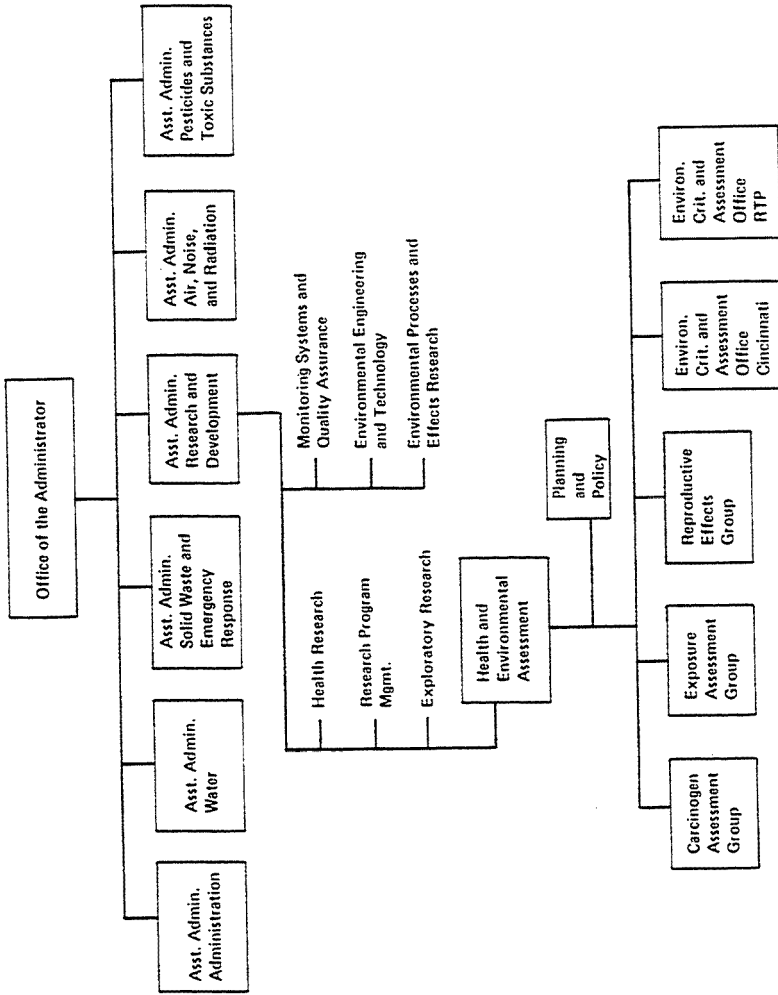 Office of the Administrator
Asst. Admin.
Administration
Asst. Admin.
Water
Asst. Admin.
Solid Waste and
Emergency
Response
Asst. Admin.
Research and
Development
Asst. Admin.
Air, Noise,
and Radiation
Asst. Admin.
Pesticides and
Toxic Substances
Health Research
Research Program
Mgmt.
Exploratory Research
Monitoring Systems and
Quality Assurance
Environmental Engineering
and Technology
Environmental Processes and
Effects Research
Health and
Environmental
Assessment
Planning
and
Policy
Carcinogen
Assessment
Group
Exposure
Assessment
Group
Reproductive
Effects
Group
Environ.
Crit. and
Assessment
Office
Cincinnati
Environ.
Crit. and
Assessment
Office
RTP